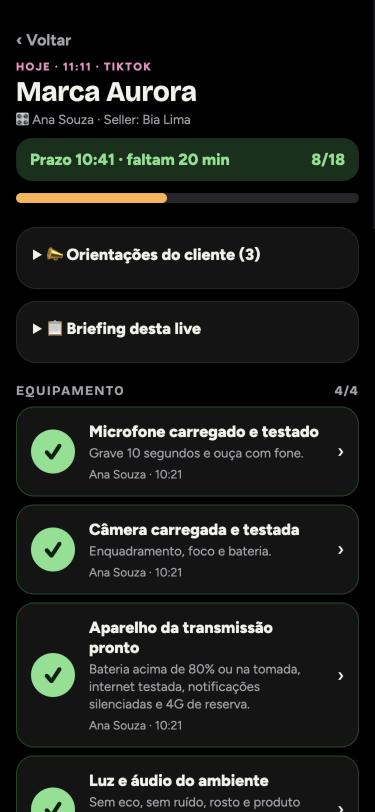 ‹ Voltar
HOJE · 11:11 · TIKTOK
Marca Aurora
🎛️ Ana Souza · Seller: Bia Lima
Prazo 10:41 · faltam 20 min 8/18
▶ 📣 Orientações do cliente (3)
▶ 📋 Briefing desta live
EQUIPAMENTO 4/4
Microfone carregado e testado
Grave 10 segundos e ouça com fone.
Ana Souza · 10:21
Câmera carregada e testada
Enquadramento, foco e bateria.
Ana Souza · 10:21
Aparelho da transmissão
pronto
Bateria acima de 80% ou na tomada,
internet testada, notificações
silenciadas e 4G de reserva.
Ana Souza · 10:21
Luz e áudio do ambiente
Sem eco, sem ruído, rosto e produto